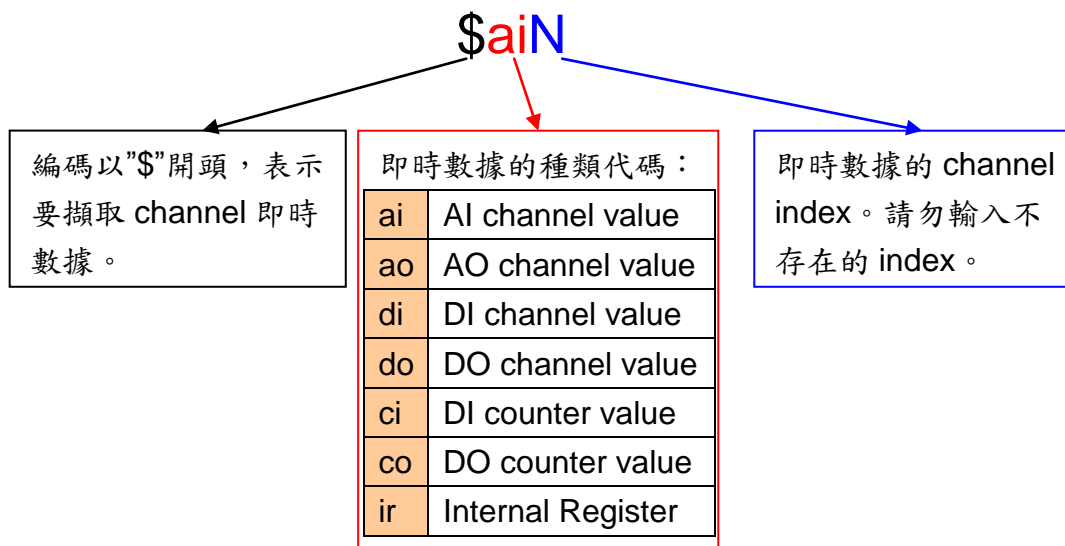 $aiN
編碼以”$”開頭，表示
要擷取 channel 即時
數據。
即時數據的種類代碼：
ai AI channel value
ao AO channel value
di DI channel value
do DO channel value
ci DI counter value
co DO counter value
ir Internal Register
即時數據的 channel
index。請勿輸入不
存在的 index。